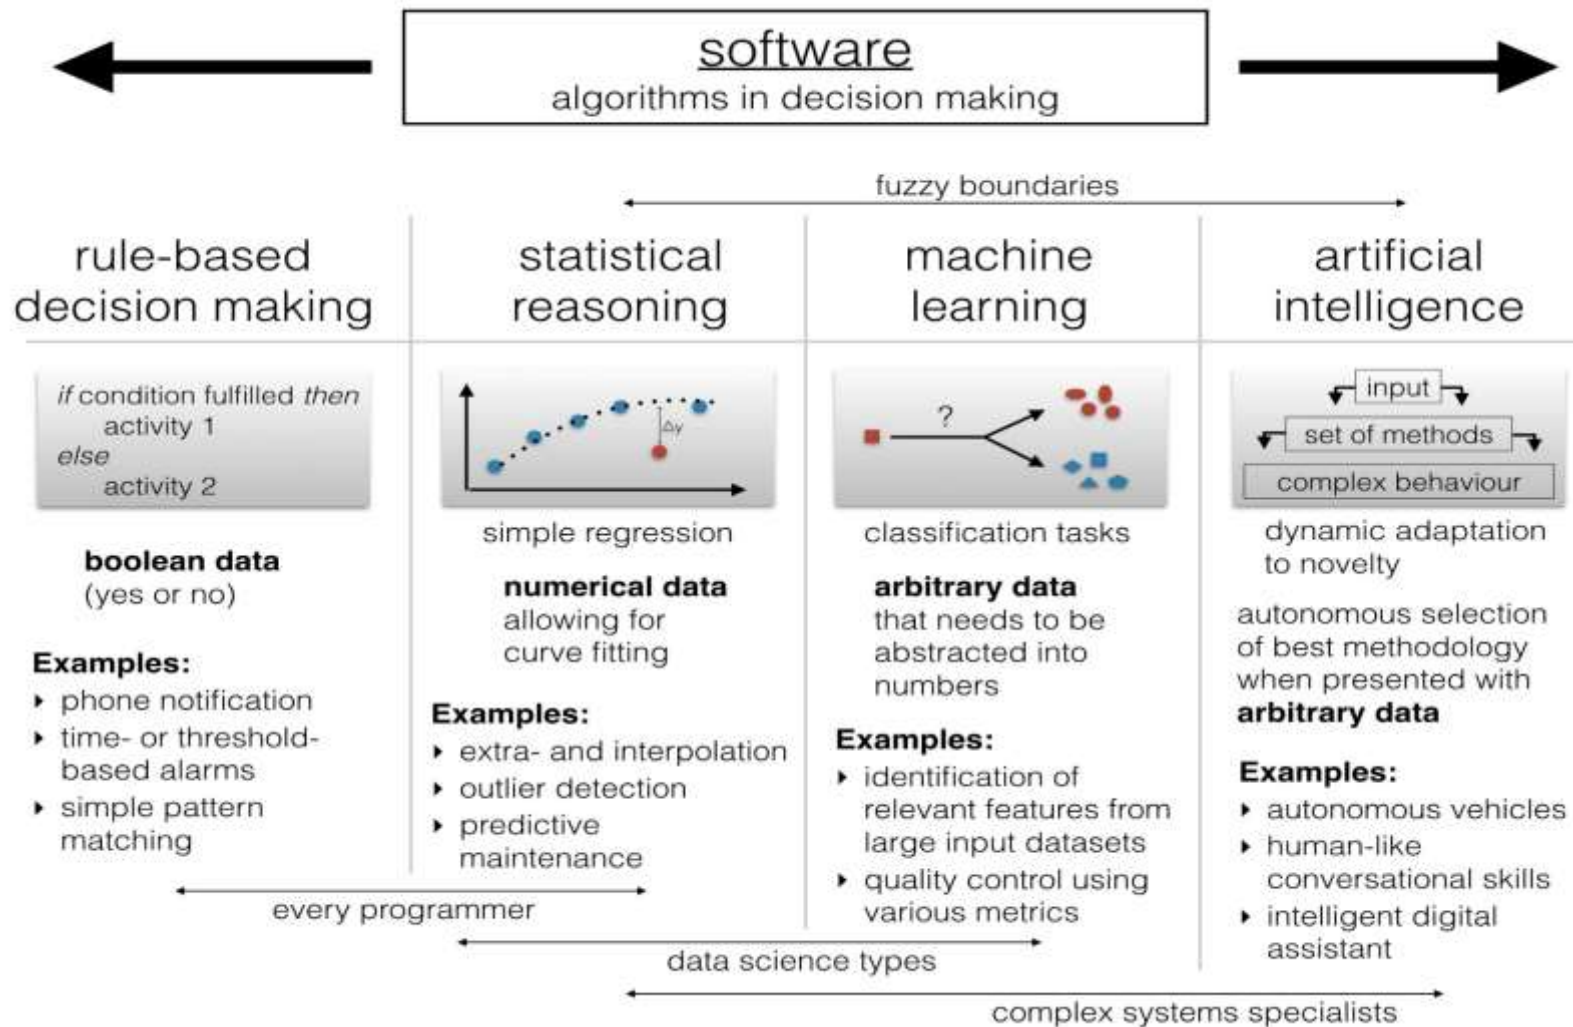 software
algorithms in decision making
fuzzy boundaries
rule-based
decision making
if condition fulfilled then
activity 1
else
activity 2
boolean data
(yes or no)
Examples:
‣ phone notification
‣ time- or threshold-
based alarms
‣ simple pattern
matching
statistical
reasoning
Δy
simple regression
numerical data
allowing for
curve fitting
Examples:
‣ extra- and interpolation
‣ outlier detection
‣ predictive
maintenance
machine
learning
?
classification tasks
arbitrary data
that needs to be
abstracted into
numbers
Examples:
‣ identification of
relevant features from
large input datasets
‣ quality control using
various metrics
artificial
intelligence
input
set of methods
complex behaviour
dynamic adaptation
to novelty
autonomous selection
of best methodology
when presented with
arbitrary data
Examples:
‣ autonomous vehicles
‣ human-like
conversational skills
‣ intelligent digital
assistant
every programmer
data science types
complex systems specialists